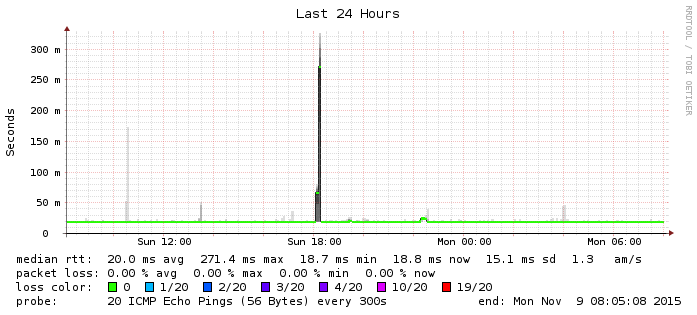 Last 24 Hours
RRDTOOL / TOBI OETIKER
Seconds
300 m
250 m
200 m
150 m
100 m
50 m
0
Sun 12:00 Sun 18:00 Mon 00:00 Mon 06:00
median rtt: 20.0 ms avg 271.4 ms max 18.7 ms min 18.8 ms now 15.1 ms sd 1.3 am/s
packet loss: 0.00 % avg 0.00 % max 0.00 % min 0.00 % now
loss color: 0 1/20 2/20 3/20 4/20 10/20 19/20
probe: 20 ICMP Echo Pings (56 Bytes) every 300s end: Mon Nov 9 08:05:08 2015